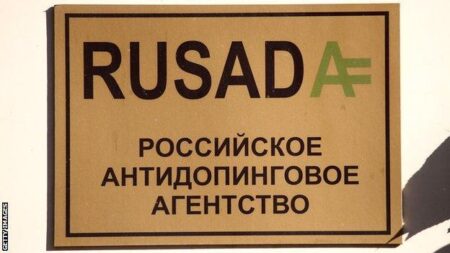 RUSADA
РОССИЙСКОЕ
АНТИДОПИНГОВОЕ
АГЕНТСТВО
GETTY IMAGES